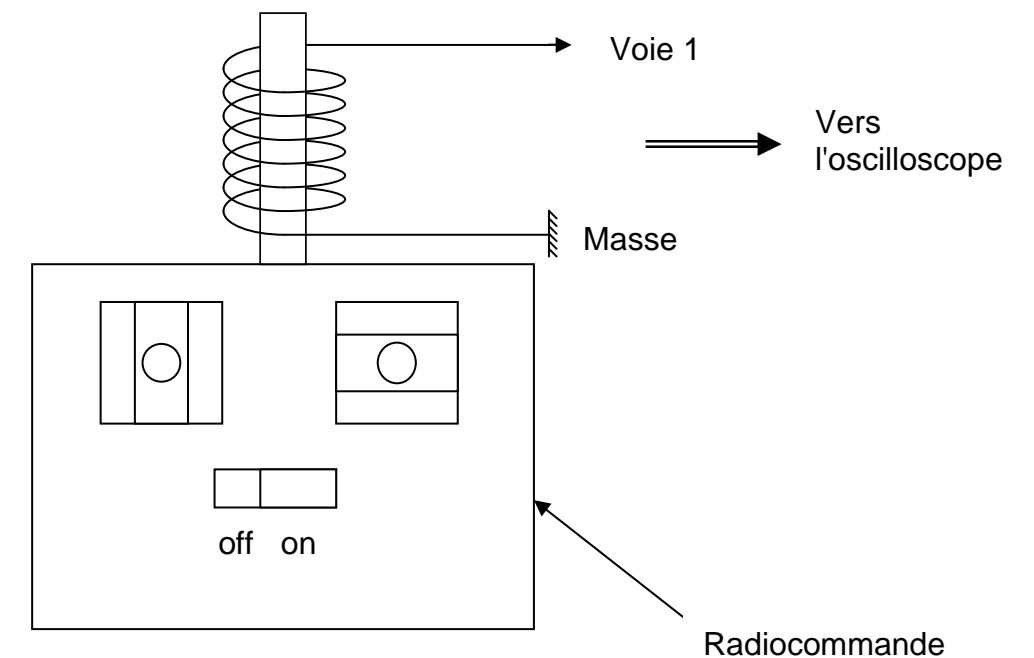 Voie 1
Vers
l'oscilloscope
Masse
off on
Radiocommande